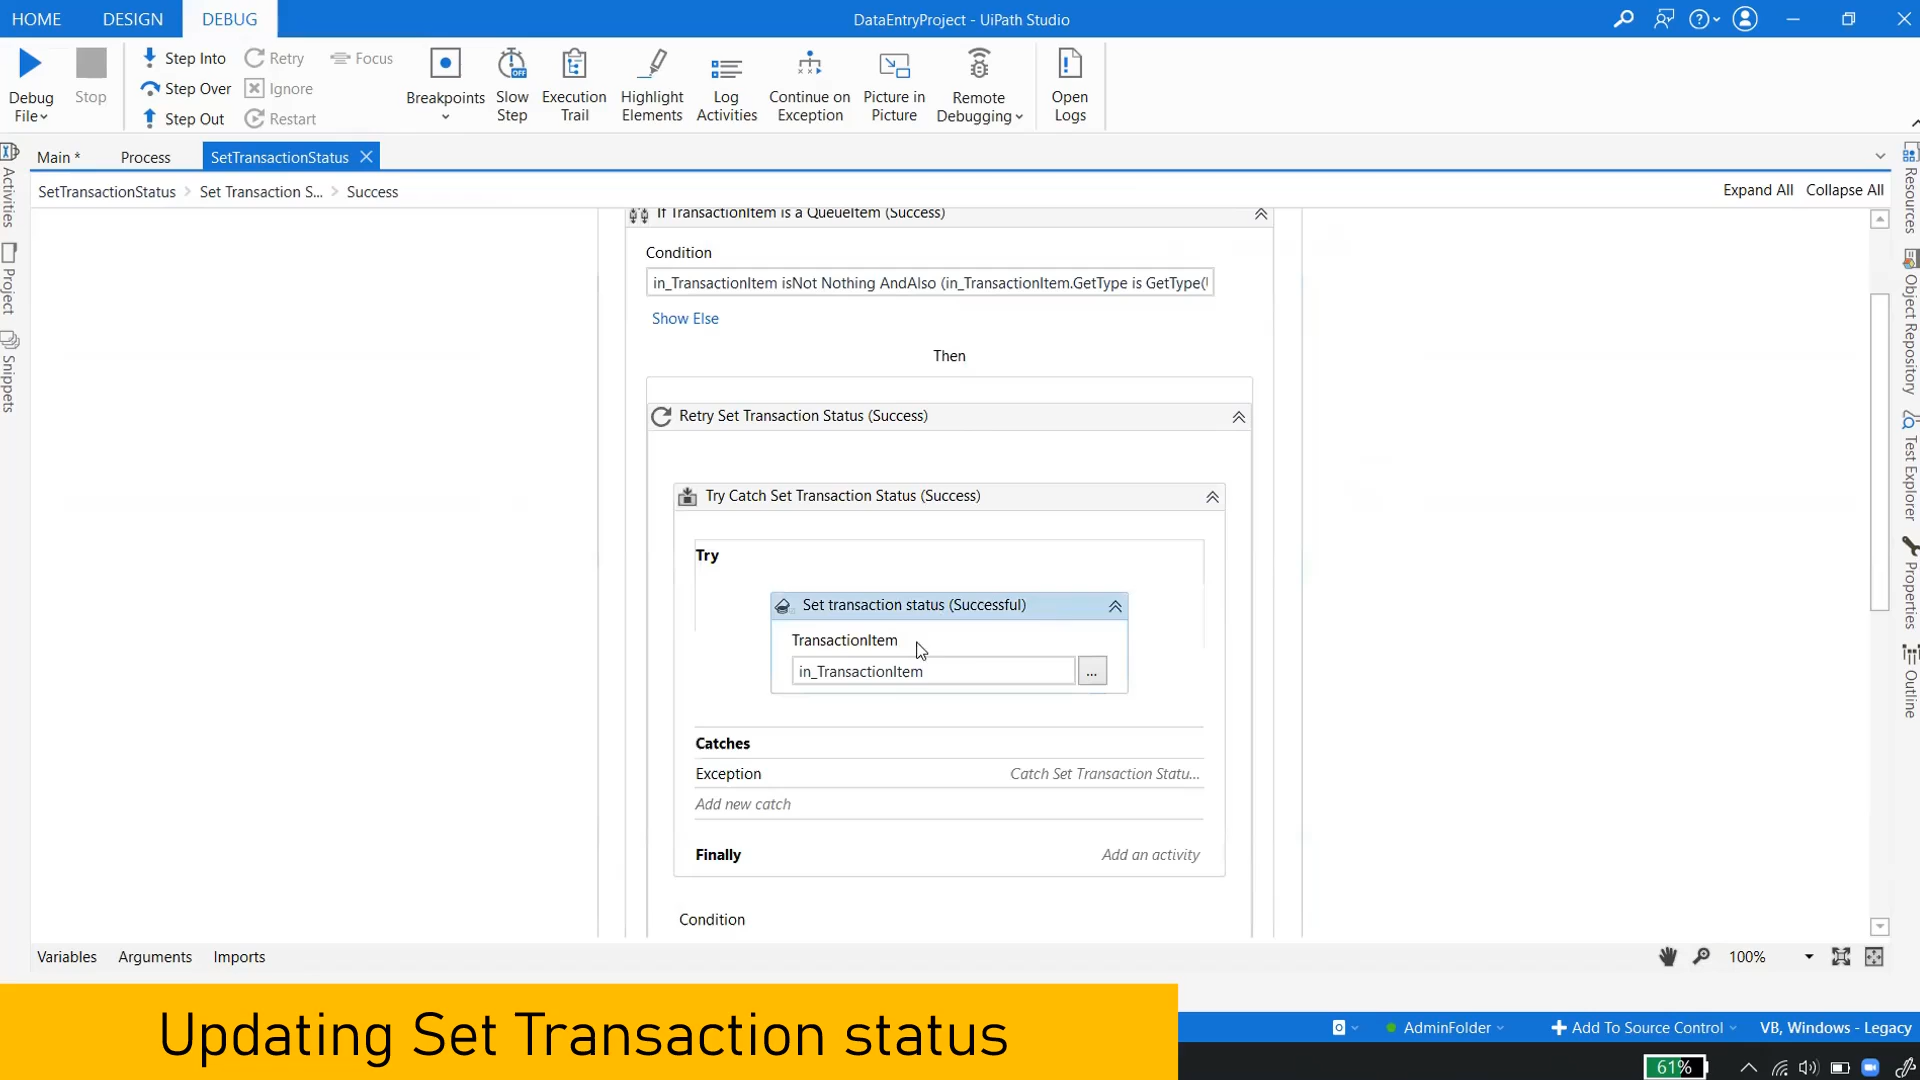 HOME DESIGN DEBUG DataEntryProject - UiPath Studio
Debug File
Stop
Step Into
Step Over
Step Out
Retry
Ignore
Restart
Focus
Breakpoints
Slow Step
OFF
Execution Trail
Highlight Elements
Log Activities
Continue on Exception
Picture in Picture
Remote Debugging
Open Logs
Main * Process SetTransactionStatus
SetTransactionStatus > Set Transaction S... > Success
Expand All Collapse All
Activities
Project
Snippets
If TransactionItem is a QueueItem (Success)
Condition
in_TransactionItem isNot Nothing AndAlso (in_TransactionItem.GetType is GetType(
Show Else
Then
Retry Set Transaction Status (Success)
Try Catch Set Transaction Status (Success)
Try
Set transaction status (Successful)
TransactionItem
in_TransactionItem
...
Catches
Exception Catch Set Transaction Statu...
Add new catch
Finally Add an activity
Condition
Resources
Object Repository
Test Explorer
Properties
Outline
Variables Arguments Imports
100%
Updating Set Transaction status
AdminFolder
Add To Source Control
VB, Windows - Legacy
61%